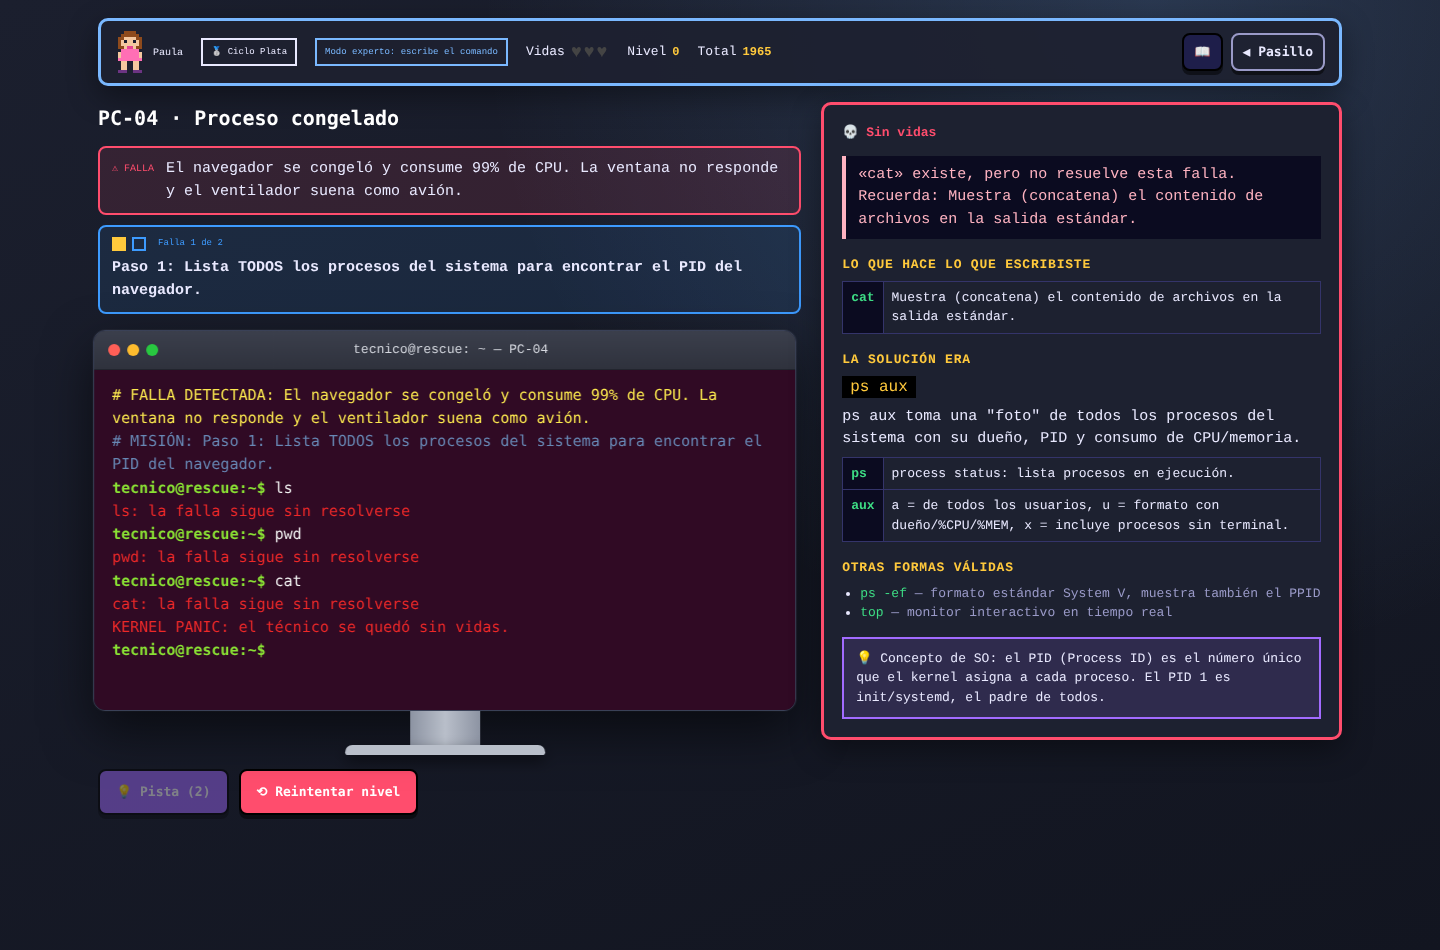 Paula
🥈 Ciclo Plata
Modo experto: escribe el comando
Vidas ♥♥♥
Nivel 0
Total 1965
📖
◀ Pasillo
PC-04 · Proceso congelado
⚠ FALLA
El navegador se congeló y consume 99% de CPU. La ventana no responde
y el ventilador suena como avión.
Falla 1 de 2
Paso 1: Lista TODOS los procesos del sistema para encontrar el PID del
navegador.
tecnico@rescue: ~ — PC-04
# FALLA DETECTADA: El navegador se congeló y consume 99% de CPU. La
ventana no responde y el ventilador suena como avión.
# MISIÓN: Paso 1: Lista TODOS los procesos del sistema para encontrar el
PID del navegador.
tecnico@rescue:~$ ls
ls: la falla sigue sin resolverse
tecnico@rescue:~$ pwd
pwd: la falla sigue sin resolverse
tecnico@rescue:~$ cat
cat: la falla sigue sin resolverse
KERNEL PANIC: el técnico se quedó sin vidas.
tecnico@rescue:~$
💡 Pista (2)
⟲ Reintentar nivel
💀 Sin vidas
«cat» existe, pero no resuelve esta falla.
Recuerda: Muestra (concatena) el contenido de
archivos en la salida estándar.
LO QUE HACE LO QUE ESCRIBISTE
cat
Muestra (concatena) el contenido de archivos en la
salida estándar.
LA SOLUCIÓN ERA
ps aux
ps aux toma una "foto" de todos los procesos del
sistema con su dueño, PID y consumo de CPU/memoria.
ps
process status: lista procesos en ejecución.
aux
a = de todos los usuarios, u = formato con
dueño/%CPU/%MEM, x = incluye procesos sin terminal.
OTRAS FORMAS VÁLIDAS
• ps -ef — formato estándar System V, muestra también el PPID
• top — monitor interactivo en tiempo real
💡 Concepto de SO: el PID (Process ID) es el número único
que el kernel asigna a cada proceso. El PID 1 es
init/systemd, el padre de todos.